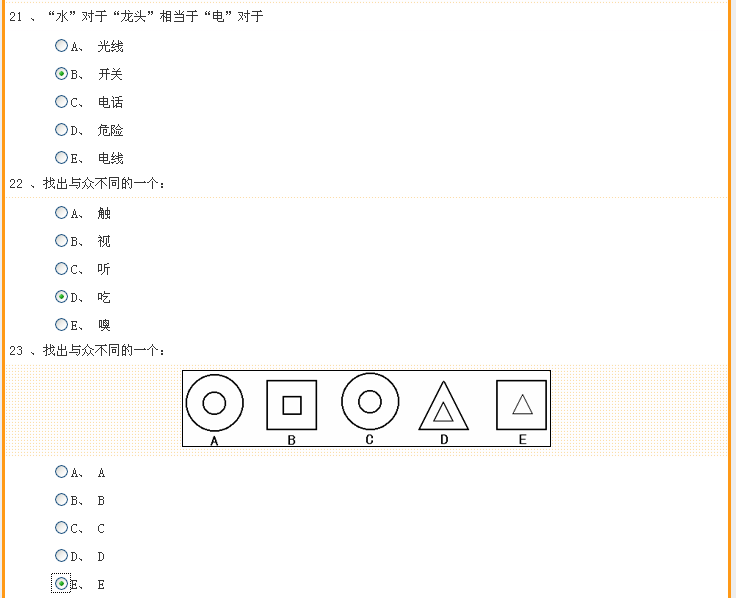 21 、“水”对于“龙头”相当于“电”对于
A、 光线
B、 开关
C、 电话
D、 危险
E、 电线
22 、找出与众不同的一个：
A、 触
B、 视
C、 听
D、 吃
E、 嗅
23 、找出与众不同的一个：
A B C D E
A、 A
B、 B
C、 C
D、 D
E、 E